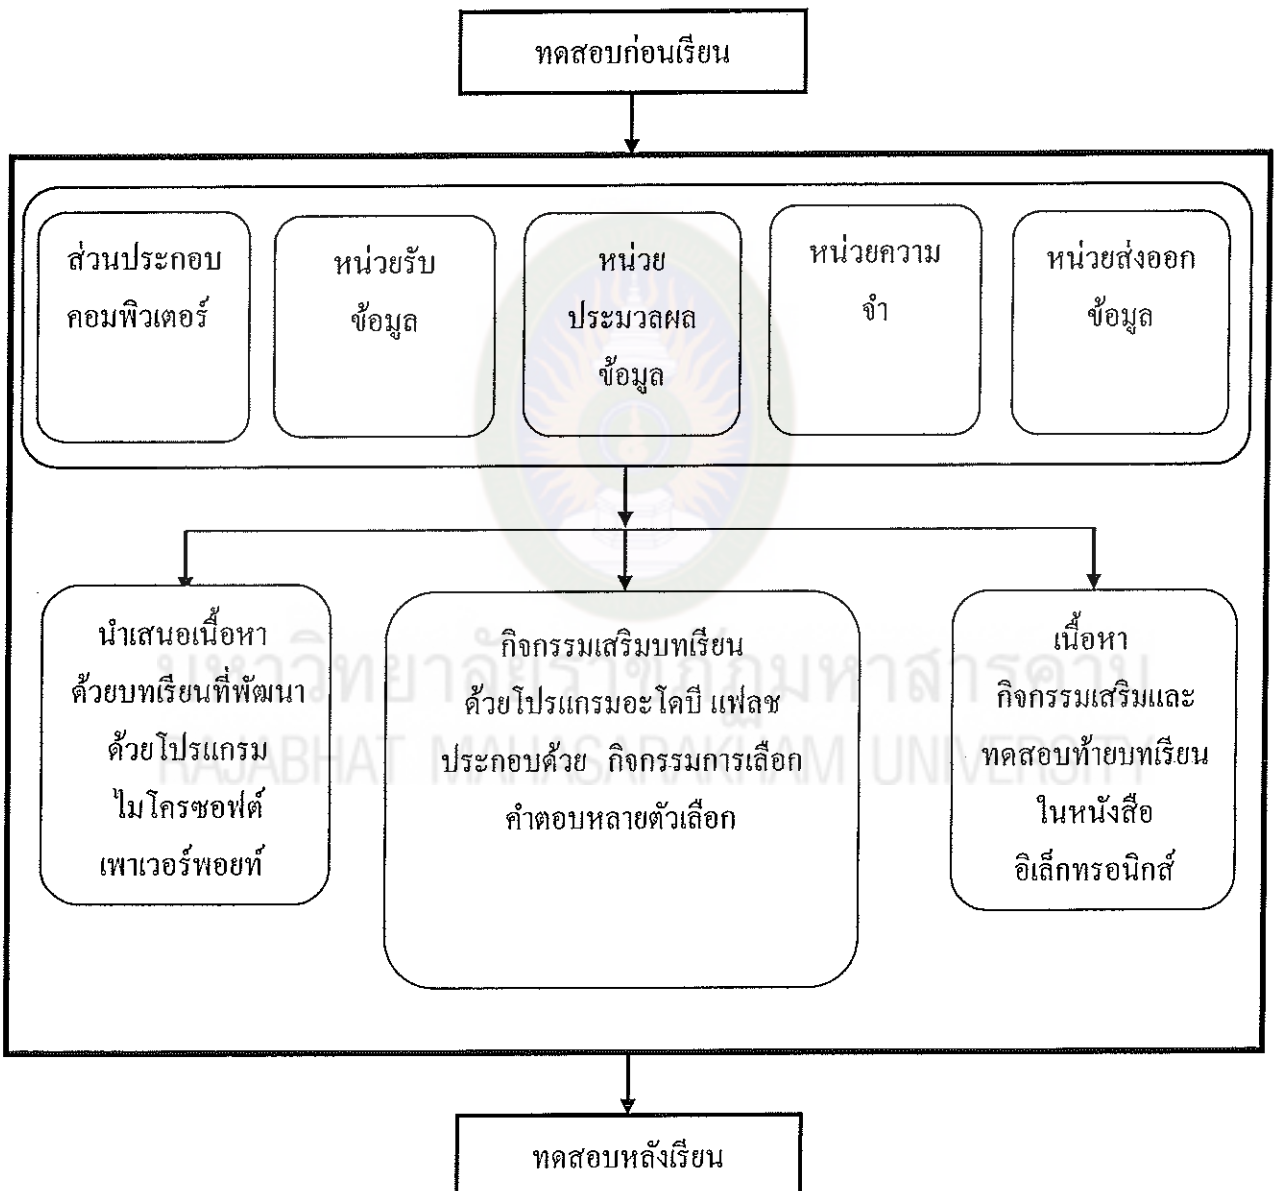 ทดสอบก่อนเรียน
ส่วนประกอบ
คอมพิวเตอร์
หน่วยรับ
ข้อมูล
หน่วย
ประมวลผล
ข้อมูล
หน่วยความ
จำ
หน่วยส่งออก
ข้อมูล
นำเสนอเนื้อหา
ด้วยบทเรียนที่พัฒนา
ด้วยโปรแกรม
ไมโครซอฟต์
เพาเวอร์พอยท์
กิจกรรมเสริมบทเรียน
ด้วยโปรแกรมอะโดบี แฟลช
ประกอบด้วย กิจกรรมการเลือก
คำตอบหลายตัวเลือก
เนื้อหา
กิจกรรมเสริมและ
ทดสอบท้ายบทเรียน
ในหนังสือ
อิเล็กทรอนิกส์
มหาวิทยาลัยราชภัฏมหาสารคาม
RAJABHAT MAHASARAKHAM UNIVERSITY
ทดสอบหลังเรียน